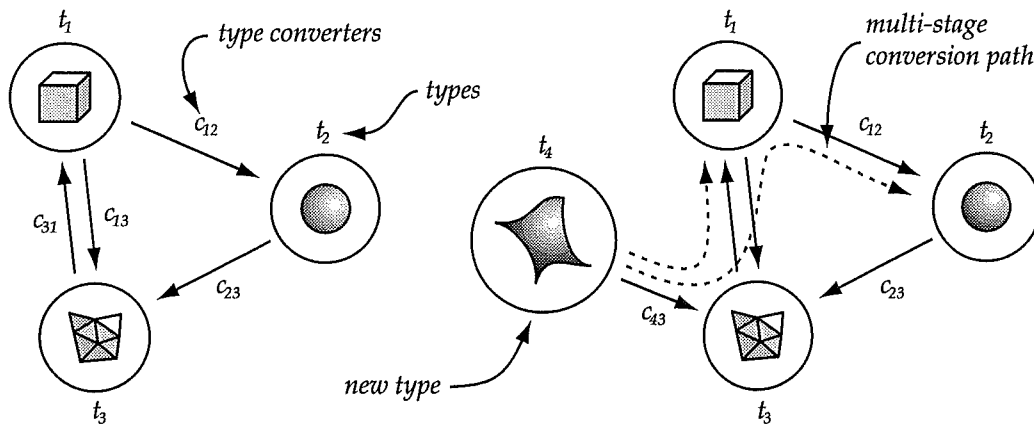 t1
type converters
types
c12
t2
c31
c13
c23
t3
t1
multi-stage
conversion path
c12
t2
t4
c43
c23
new type
t3